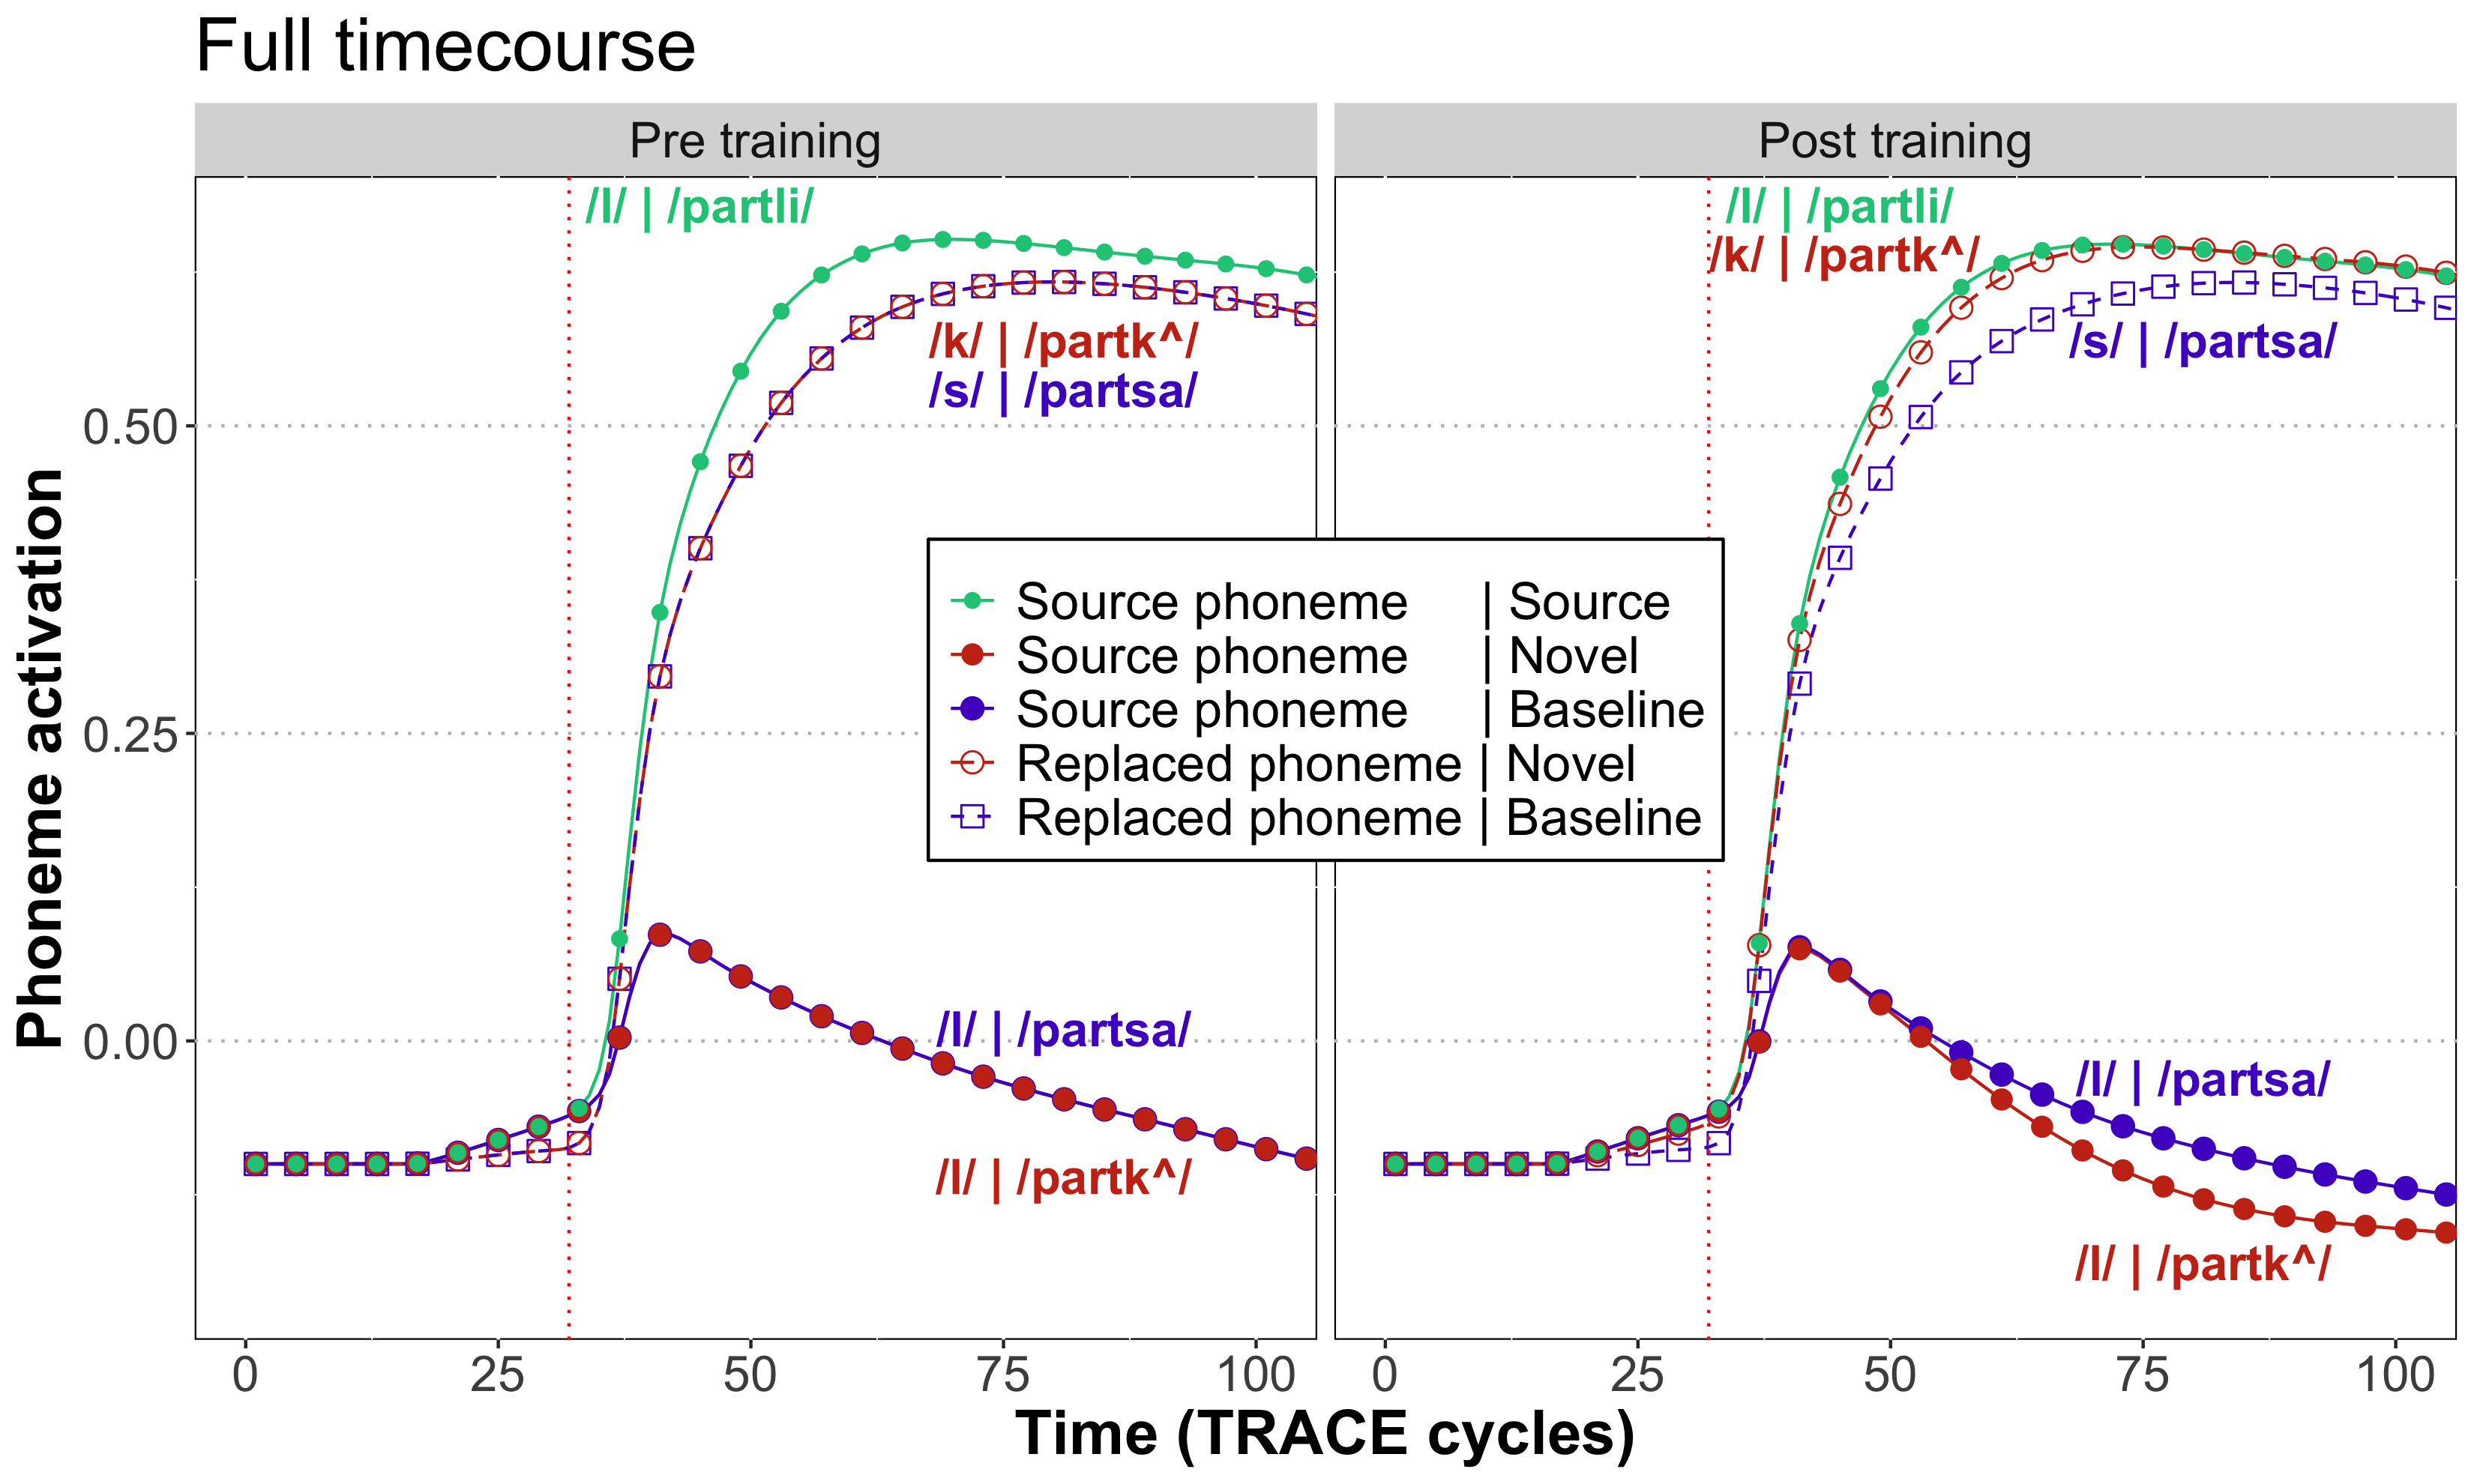 Full timecourse
Pre training
Post training
/l/ | /partli/
/k/ | /partk^/
/s/ | /partsa/
/l/ | /partsa/
/l/ | /partk^/
/l/ | /partli/
/k/ | /partk^/
/s/ | /partsa/
/l/ | /partsa/
/l/ | /partk^/
Source phoneme | Source
Source phoneme | Novel
Source phoneme | Baseline
Replaced phoneme | Novel
Replaced phoneme | Baseline
Phoneme activation
0.50
0.25
0.00
0 25 50 75 100
0 25 50 75 100
Time (TRACE cycles)